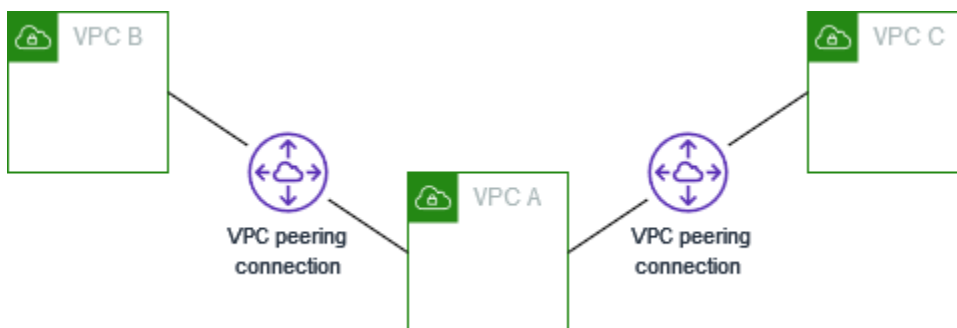 VPC B
VPC C
VPC A
VPC peering
connection
VPC peering
connection